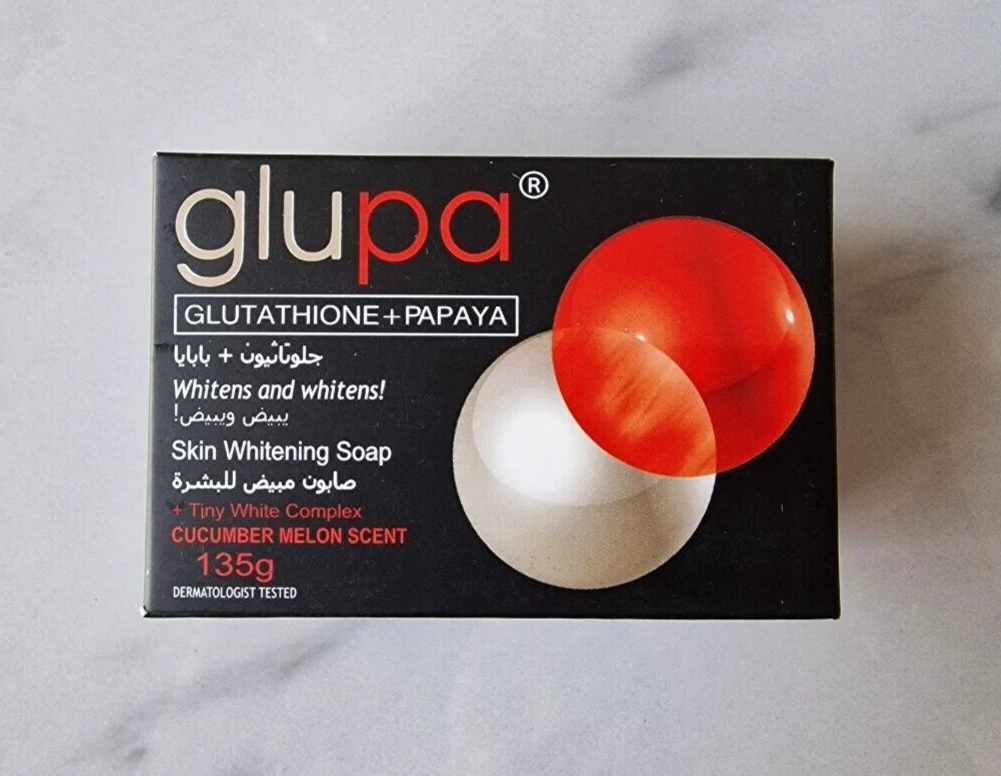 glupa®
GLUTATHIONE+PAPAYA
جلوتاثيون + بابايا
Whitens and whitens!
يبيض ويبيض!
Skin Whitening Soap
صابون مبيض للبشرة
+ Tiny White Complex
CUCUMBER MELON SCENT
135g
DERMATOLOGIST TESTED